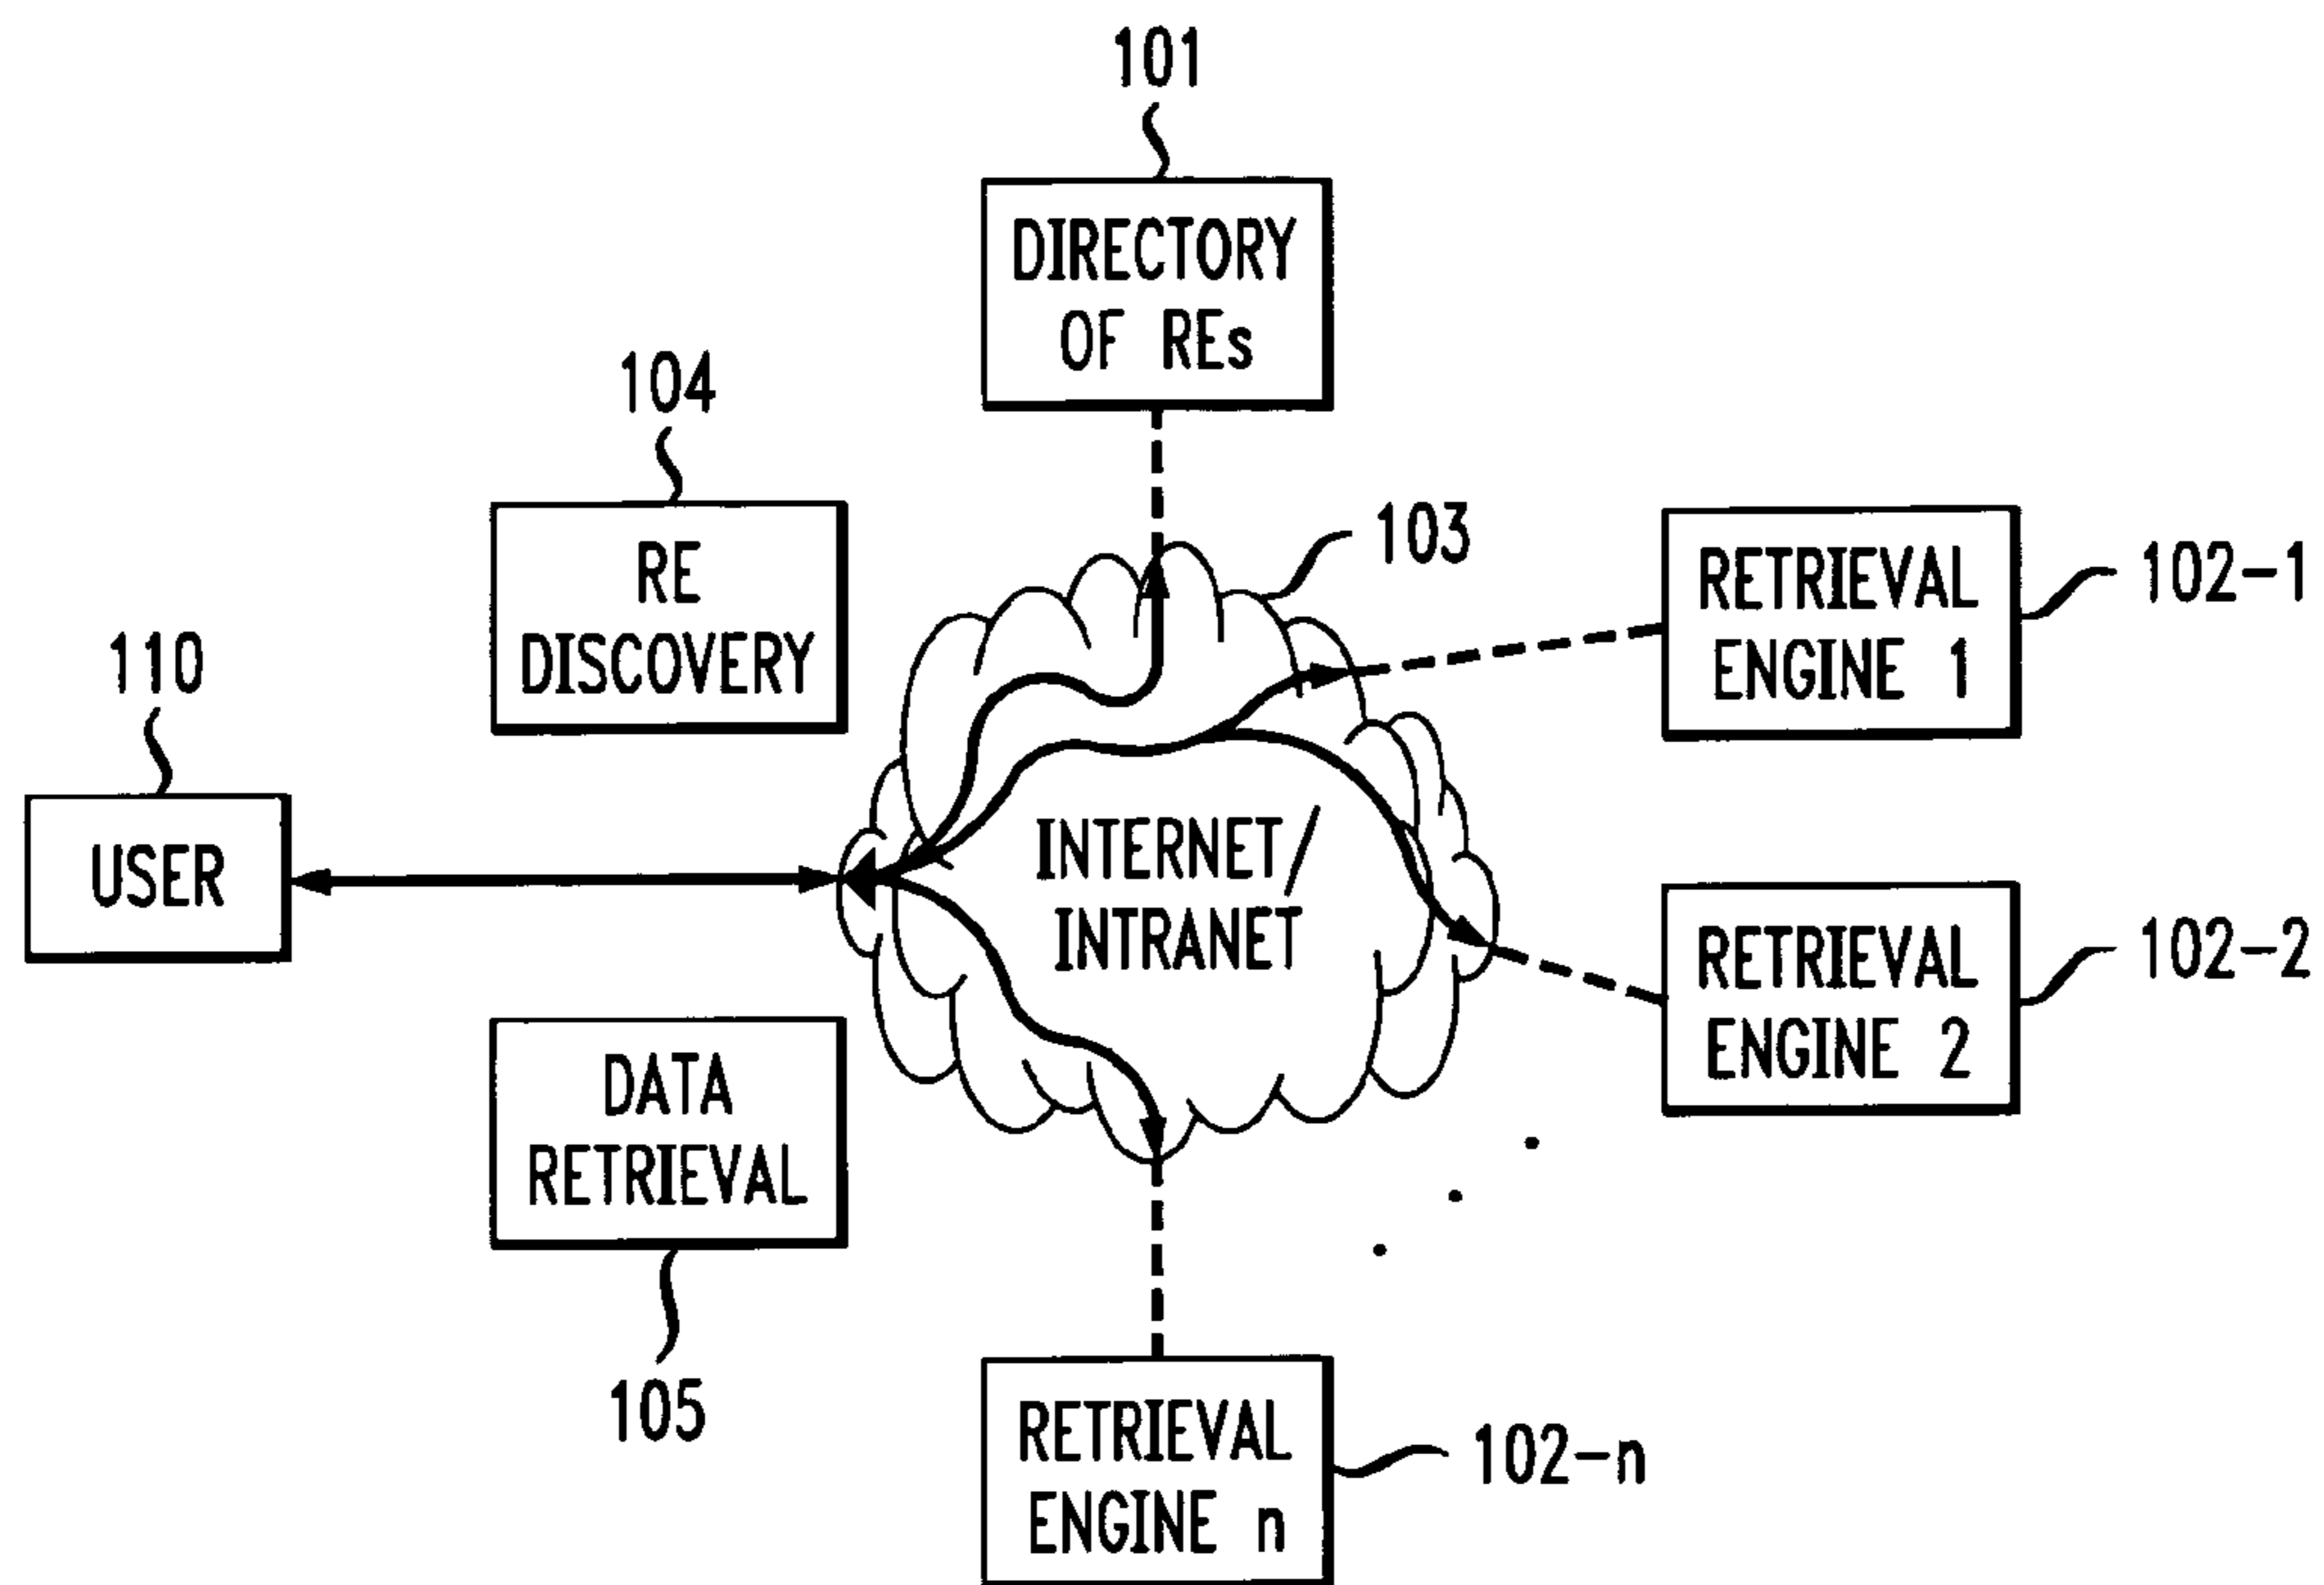 101
DIRECTORY
OF REs
104
RE
DISCOVERY
103
RETRIEVAL
ENGINE 1
102-1
110
USER
INTERNET/
INTRANET
RETRIEVAL
ENGINE 2
102-2
DATA
RETRIEVAL
105
RETRIEVAL
ENGINE n
102-n